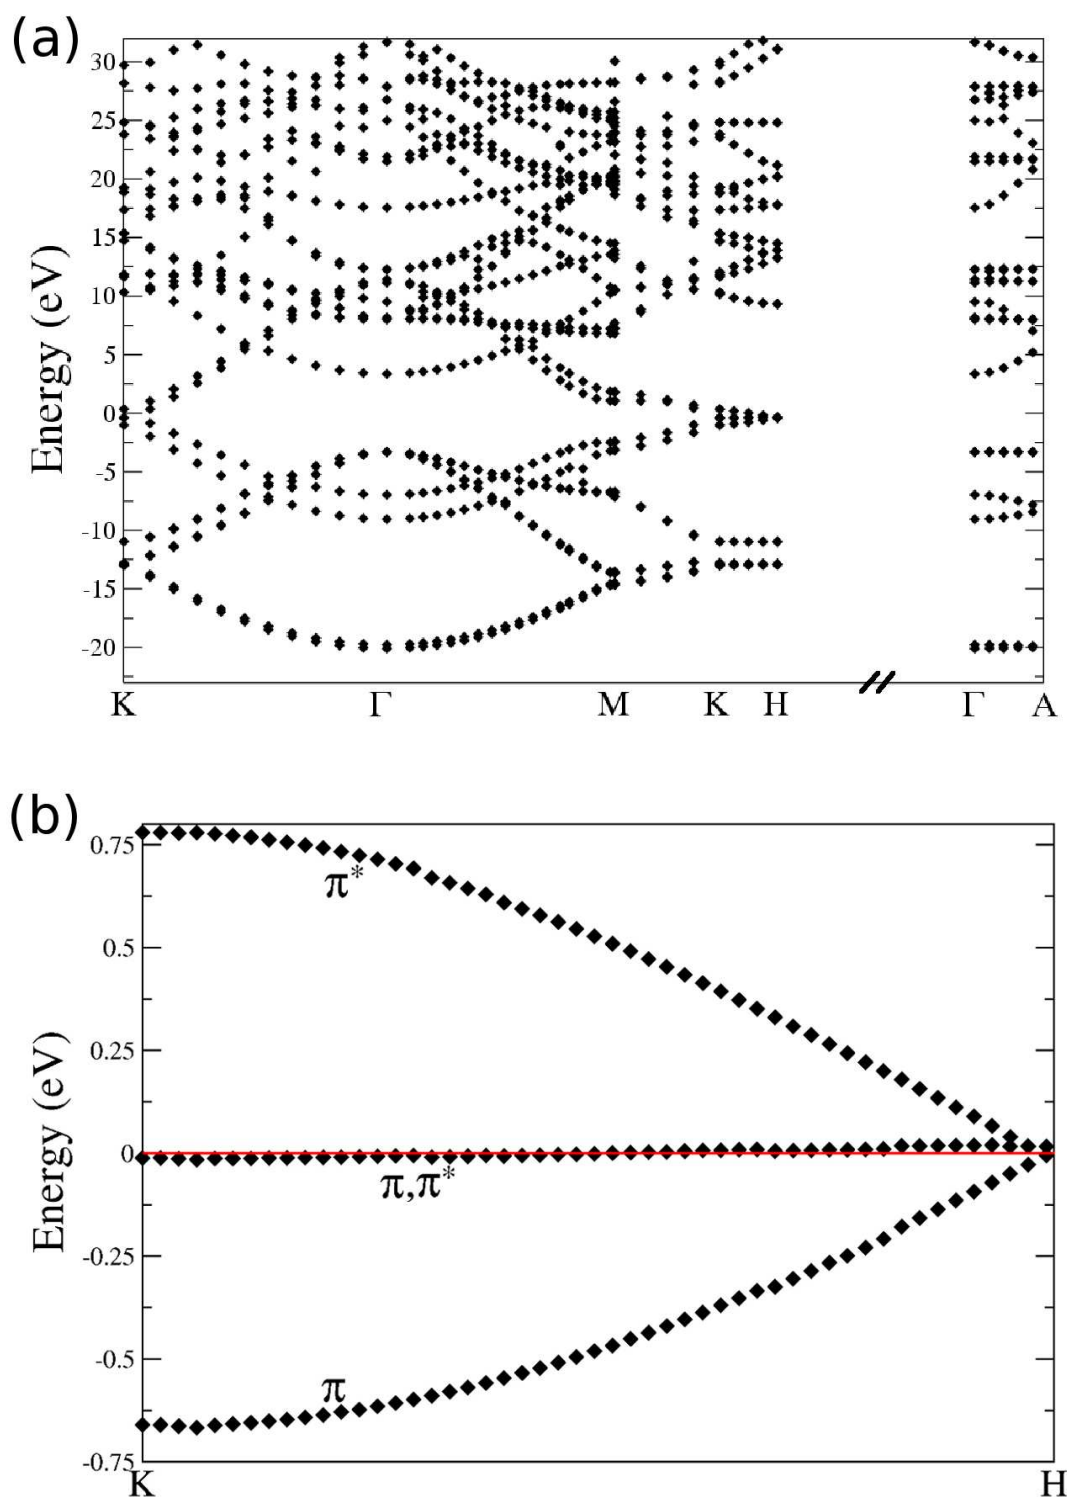 (a)
Energy (eV)
30
25
20
15
10
5
0
-5
-10
-15
-20
K Γ M K H Γ A
(b)
Energy (eV)
0.75
π*
0.5
0.25
0
π,π*
-0.25
-0.5
π
-0.75
K H